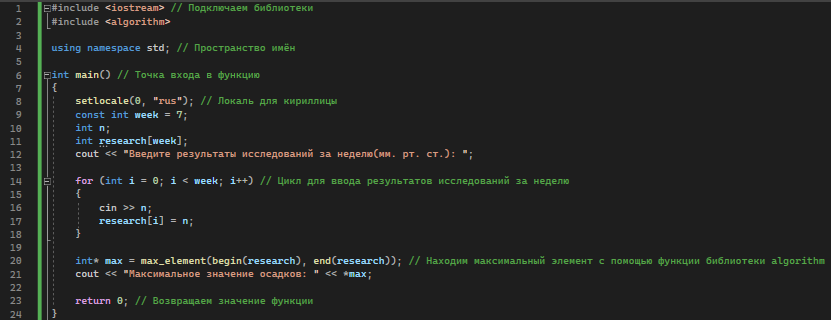 1 #include <iostream> // Подключаем библиотеки
2 #include <algorithm>
3
4 using namespace std; // Пространство имён
5
6 int main() // Точка входа в функцию
7 {
8 setlocale(0, "rus"); // Локаль для кириллицы
9 const int week = 7;
10 int n;
11 int research[week];
12 cout << "Введите результаты исследований за неделю(мм. рт. ст.): ";
13
14 for (int i = 0; i < week; i++) // Цикл для ввода результатов исследований за неделю
15 {
16 cin >> n;
17 research[i] = n;
18 }
19
20 int* max = max_element(begin(research), end(research)); // Находим максимальный элемент с помощью функции библиотеки algorithm
21 cout << "Максимальное значение осадков: " << *max;
22
23 return 0; // Возвращаем значение функции
24 }